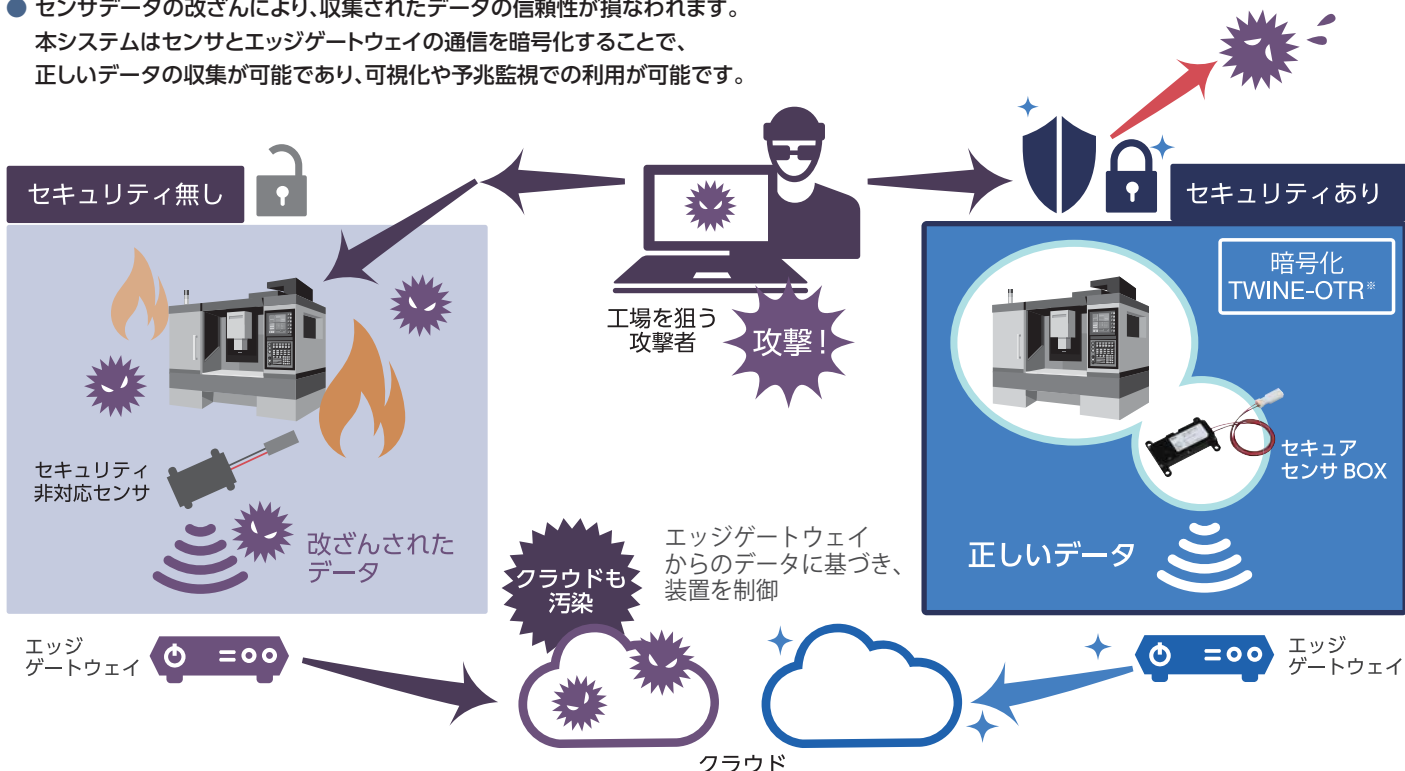 ● センサデータの改ざんにより、収集されたデータの信頼性が損なわれます。
本システムはセンサとエッジゲートウェイの通信を暗号化することで、
正しいデータの収集が可能であり、可視化や予兆監視での利用が可能です。
セキュリティ無し
セキュリティあり
暗号化
TWINE-OTR※
工場を狙う
攻撃者
攻撃!
セキュリティ
非対応センサ
セキュア
センサ BOX
改ざんされた
データ
正しいデータ
クラウドも
汚染
エッジゲートウェイ
からのデータに基づき、
装置を制御
エッジ
ゲートウェイ
エッジ
ゲートウェイ
クラウド